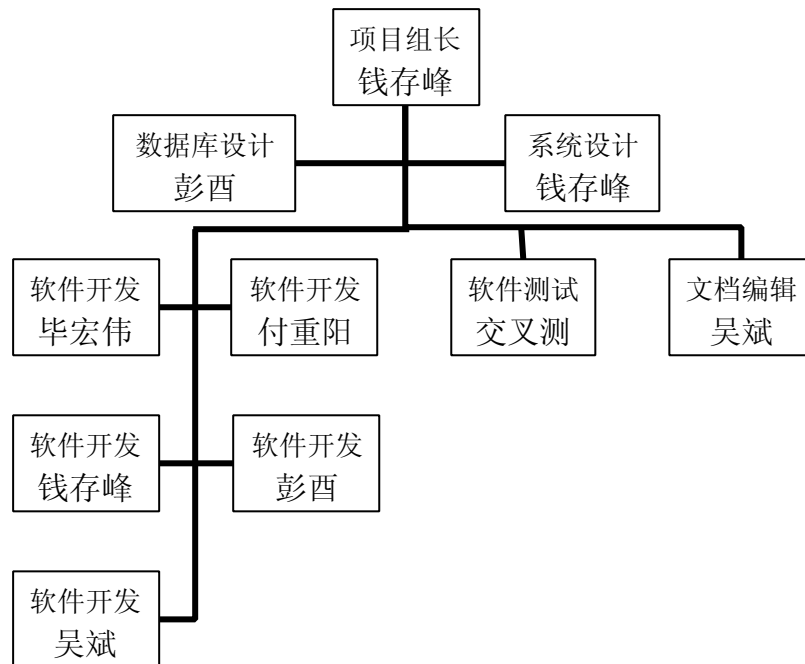 项目组长
钱存峰
数据库设计
彭酉
系统设计
钱存峰
软件开发
毕宏伟
软件开发
付重阳
软件测试
交叉测
文档编辑
吴斌
软件开发
钱存峰
软件开发
彭酉
软件开发
吴斌